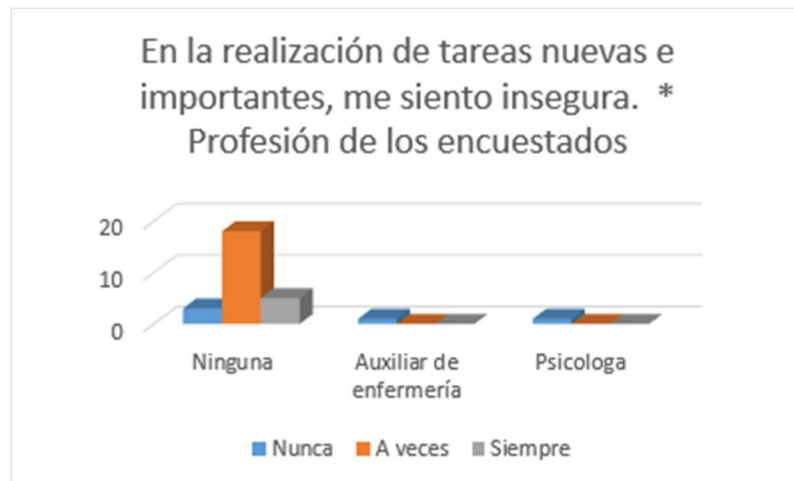 En la realización de tareas nuevas e
importantes, me siento insegura. *
Profesión de los encuestados
20
10
0
Ninguna
Auxiliar de
enfermería
Psicologa
Nunca
A veces
Siempre